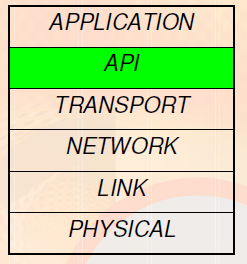 APPLICATION
API
TRANSPORT
NETWORK
LINK
PHYSICAL